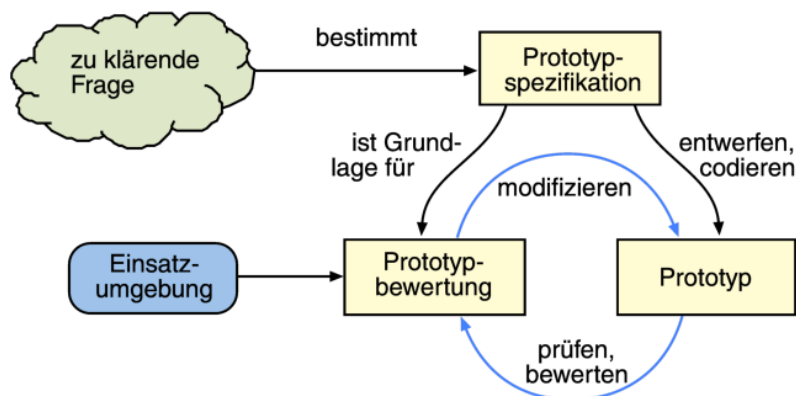 zu klärende
Frage
bestimmt
Prototyp-
spezifikation
ist Grund-
lage für
entwerfen,
codieren
modifizieren
Einsatz-
umgebung
Prototyp-
bewertung
Prototyp
prüfen,
bewerten